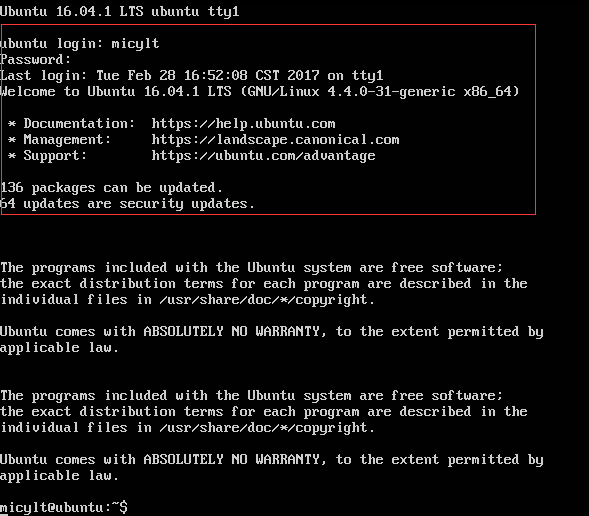 Ubuntu 16.04.1 LTS ubuntu tty1
ubuntu login: micylt
Password:
Last login: Tue Feb 28 16:52:08 CST 2017 on tty1
Welcome to Ubuntu 16.04.1 LTS (GNU/Linux 4.4.0-31-generic x86_64)
* Documentation:  https://help.ubuntu.com
* Management:     https://landscape.canonical.com
* Support:        https://ubuntu.com/advantage
136 packages can be updated.
64 updates are security updates.
The programs included with the Ubuntu system are free software;
the exact distribution terms for each program are described in the
individual files in /usr/share/doc/*/copyright.
Ubuntu comes with ABSOLUTELY NO WARRANTY, to the extent permitted by
applicable law.
The programs included with the Ubuntu system are free software;
the exact distribution terms for each program are described in the
individual files in /usr/share/doc/*/copyright.
Ubuntu comes with ABSOLUTELY NO WARRANTY, to the extent permitted by
applicable law.
micylt@ubuntu:~$